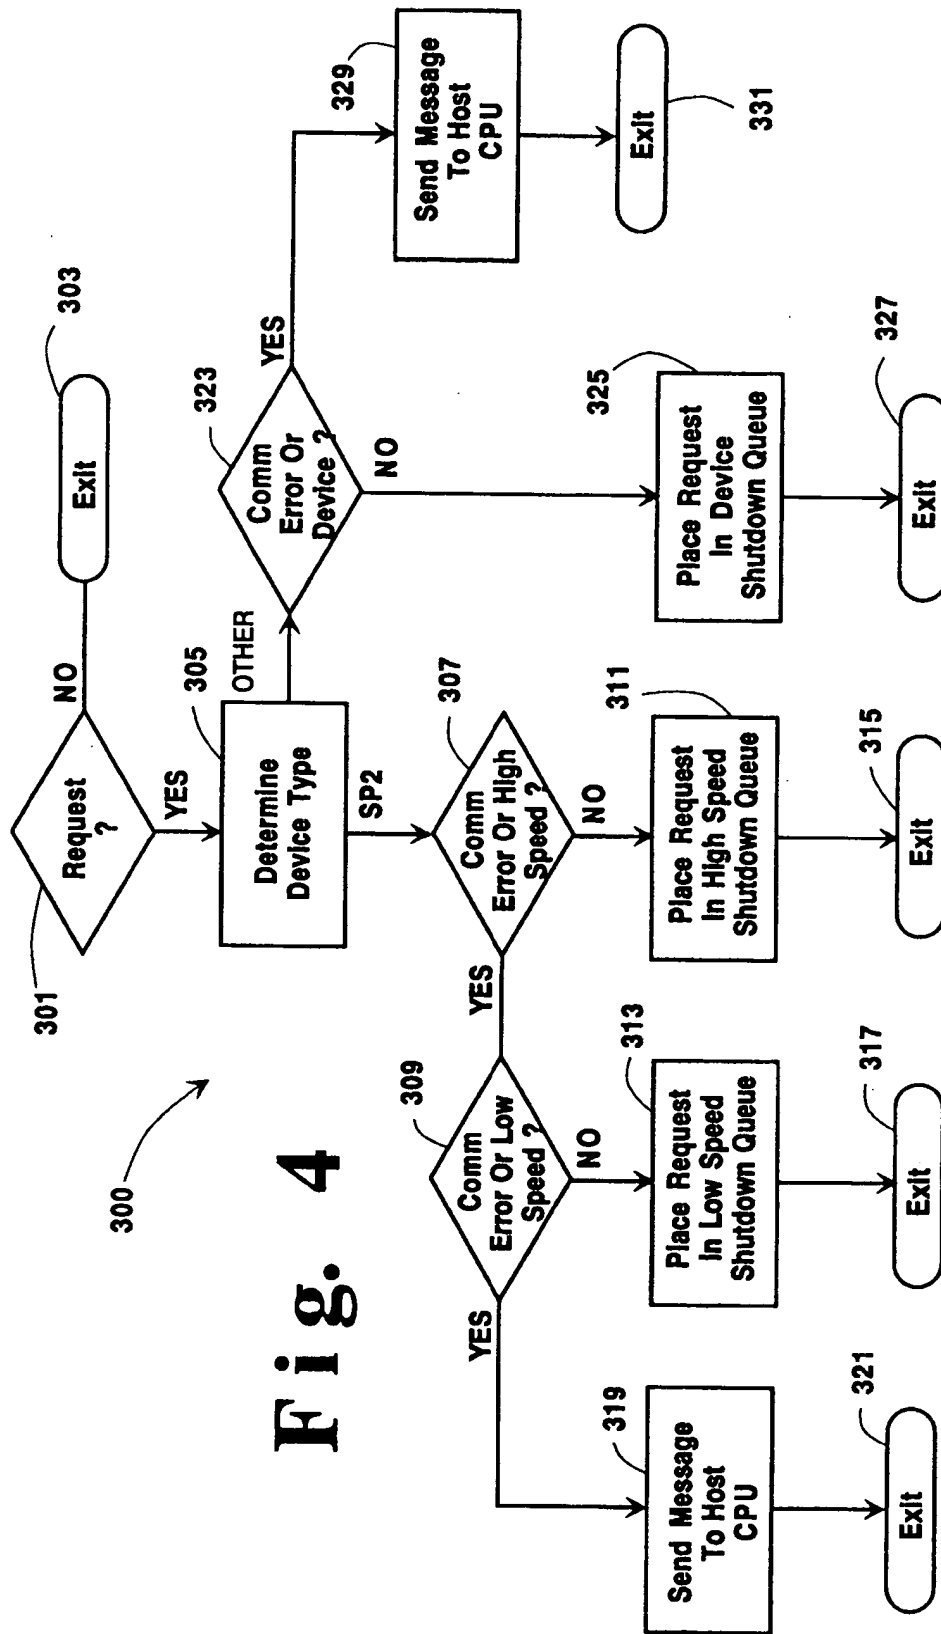 301
Request
?
NO
Exit
303
YES
305
Determine
Device Type
OTHER
SP2
323
Comm
Error Or
Device ?
YES
NO
329
Send Message
To Host
CPU
Exit
331
325
Place Request
In Device
Shutdown Queue
Exit
327
307
Comm
Error Or High
Speed ?
YES
NO
311
Place Request
In High Speed
Shutdown Queue
Exit
315
309
Comm
Error Or Low
Speed ?
YES
NO
313
Place Request
In Low Speed
Shutdown Queue
Exit
317
319
Send Message
To Host
CPU
Exit
321
300
Fig. 4